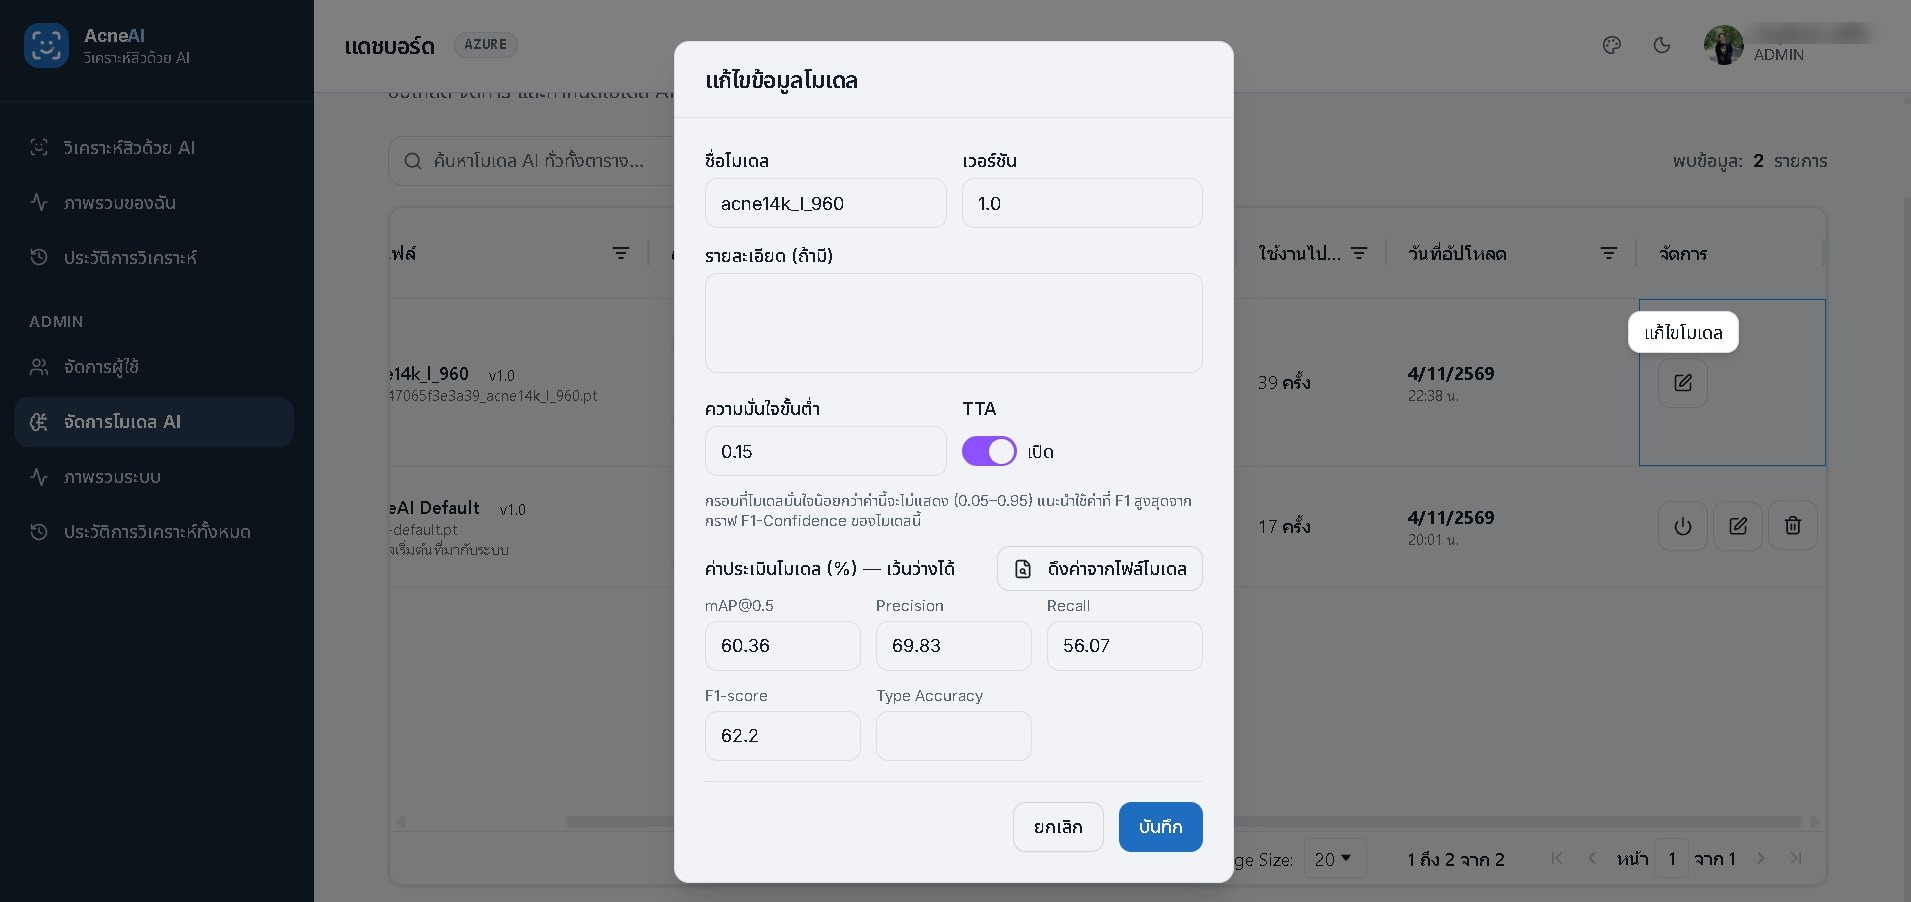 AcneAI
วิเคราะห์สิวด้วย AI
วิเคราะห์สิวด้วย AI
ภาพรวมของฉัน
ประวัติการวิเคราะห์
ADMIN
จัดการผู้ใช้
จัดการโมเดล AI
ภาพรวมระบบ
ประวัติการวิเคราะห์ทั้งหมด
แดชบอร์ด AZURE
ADMIN
ค้นหาโมเดล AI ทั่วทั้งตาราง...
พบข้อมูล: 2 รายการ
ใช้งานไป... วันที่อัปโหลด จัดการ
e14k_l_960 v1.0
47065f3e3a39_acne14k_l_960.pt
39 ครั้ง
4/11/2569
22:38 น.
แก้ไขโมเดล
eAI Default v1.0
-default.pt
เริ่มต้นที่มากับระบบ
17 ครั้ง
4/11/2569
20:01 น.
ge Size: 20 1 ถึง 2 จาก 2 หน้า 1 จาก 1
แก้ไขข้อมูลโมเดล
ชื่อโมเดล เวอร์ชัน
acne14k_l_960 1.0
รายละเอียด (ถ้ามี)
ความมั่นใจขั้นต่ำ TTA
0.15 เปิด
กรอบที่โมเดลมั่นใจน้อยกว่าค่านี้จะไม่แสดง (0.05–0.95) แนะนำใช้ค่าที่ F1 สูงสุดจาก
กราฟ F1-Confidence ของโมเดลนี้
ค่าประเมินโมเดล (%) — เว้นว่างได้ ดึงค่าจากไฟล์โมเดล
mAP@0.5 Precision Recall
60.36 69.83 56.07
F1-score Type Accuracy
62.2
ยกเลิก บันทึก